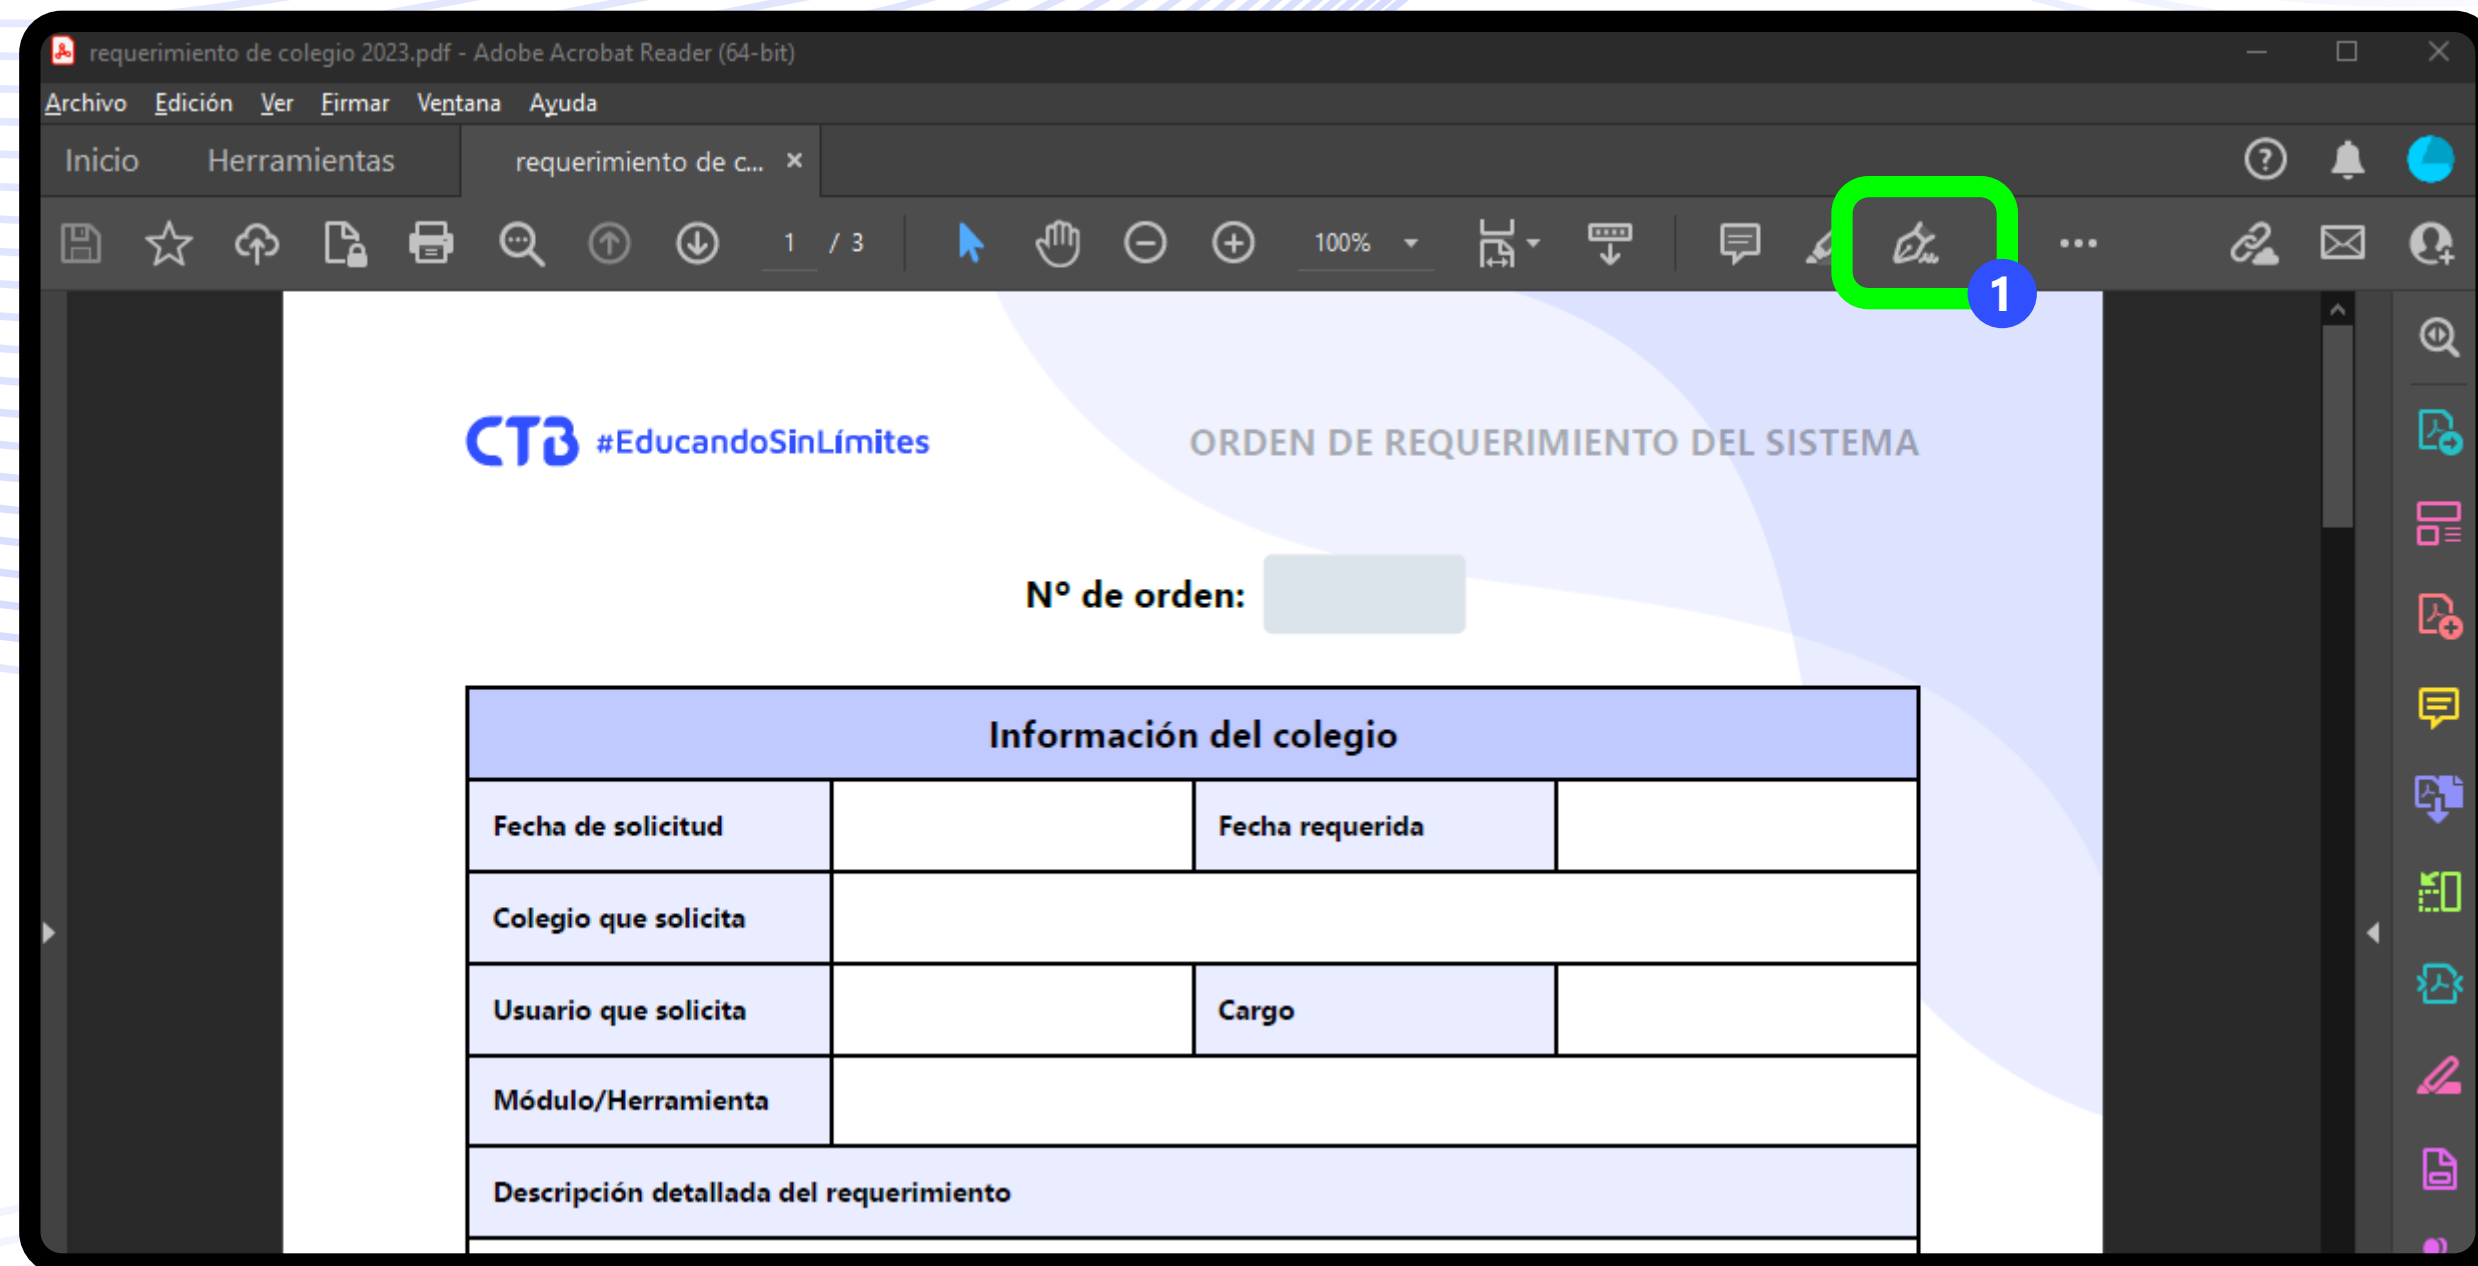 requerimiento de colegio 2023.pdf - Adobe Acrobat Reader (64-bit)
Archivo Edición Ver Firmar Ventana Ayuda
Inicio Herramientas requerimiento de c... ×
1 / 3 100%
1
CTB #EducandoSinLímites ORDEN DE REQUERIMIENTO DEL SISTEMA
Nº de orden:
Información del colegio
Fecha de solicitud Fecha requerida
Colegio que solicita
Usuario que solicita Cargo
Módulo/Herramienta
Descripción detallada del requerimiento